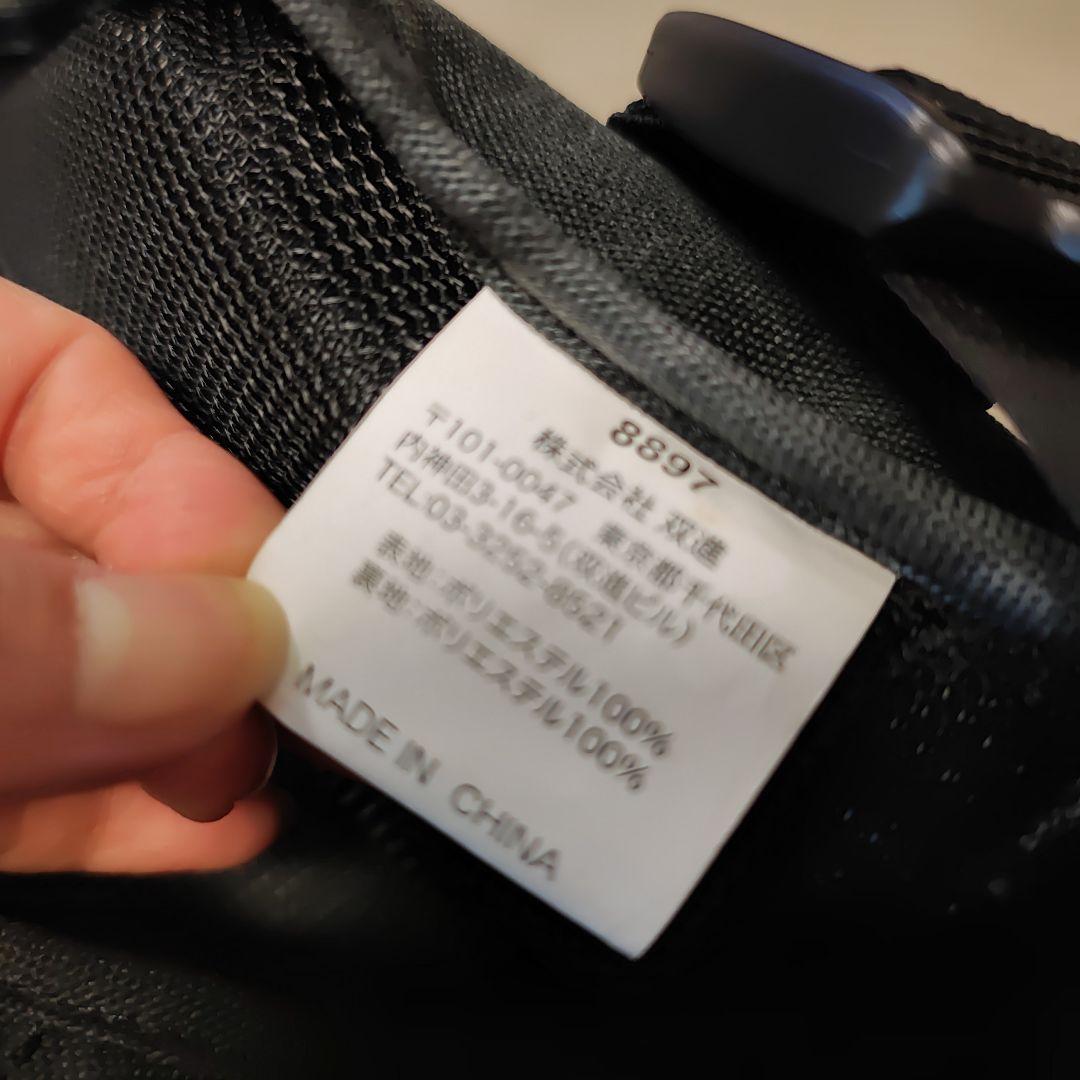 8897
株式会社 双進
〒101-0047 東京都千代田区
内神田3-16-5(双進ビル)
TEL:03-3252-8521
表地:ポリエステル100%
裏地:ポリエステル100%
MADE IN CHINA